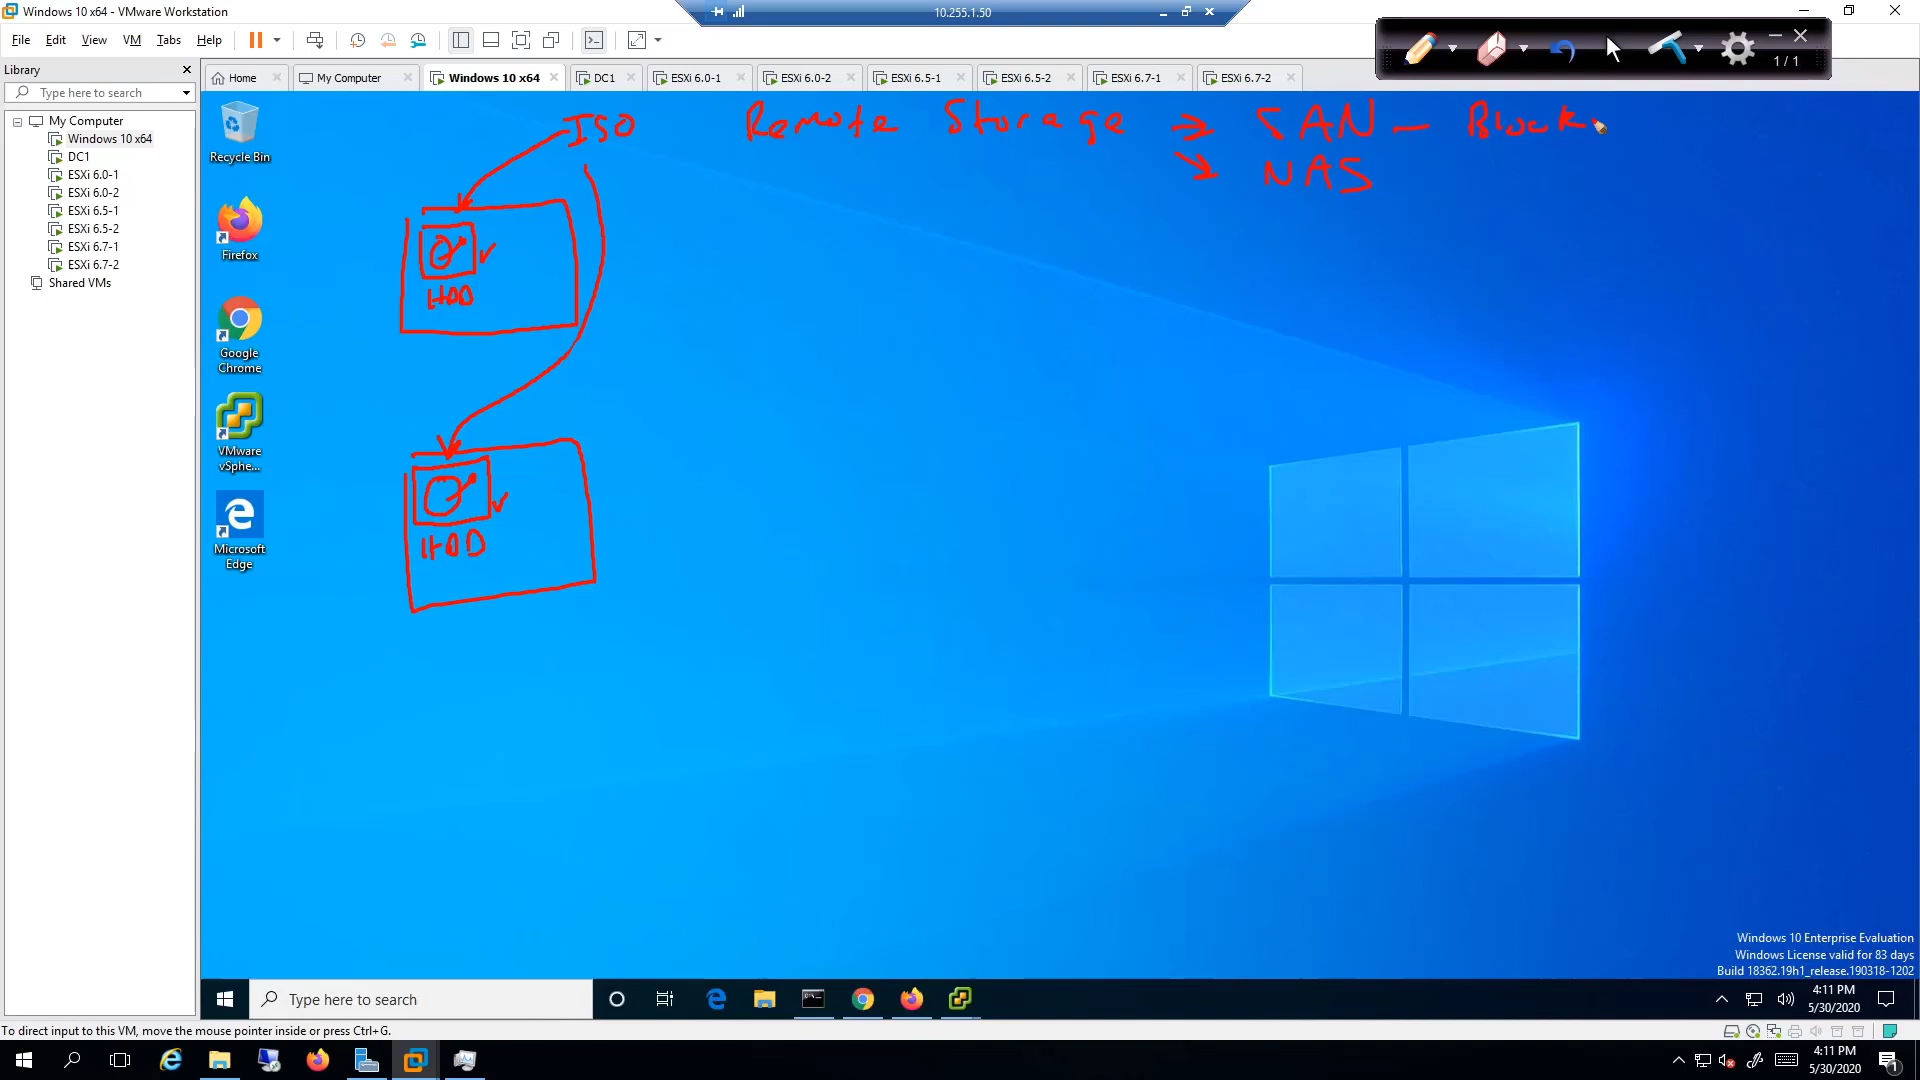 Windows 10 x64 - VMware Workstation
10.255.1.50
File Edit View VM Tabs Help
1 / 1
Library
Type here to search
Home
My Computer
Windows 10 x64
DC1
ESXi 6.0-1
ESXi 6.0-2
ESXi 6.5-1
ESXi 6.5-2
ESXi 6.7-1
ESXi 6.7-2
My Computer
Windows 10 x64
DC1
ESXi 6.0-1
ESXi 6.0-2
ESXi 6.5-1
ESXi 6.5-2
ESXi 6.7-1
ESXi 6.7-2
Shared VMs
Recycle Bin
Firefox
Google
Chrome
VMware
vSphe...
Microsoft
Edge
ISO
Remote Storage → SAN — Block
NAS
HDD
HDD
Windows 10 Enterprise Evaluation
Windows License valid for 83 days
Build 18362.19h1_release.190318-1202
Type here to search
4:11 PM
5/30/2020
To direct input to this VM, move the mouse pointer inside or press Ctrl+G.
4:11 PM
5/30/2020
1